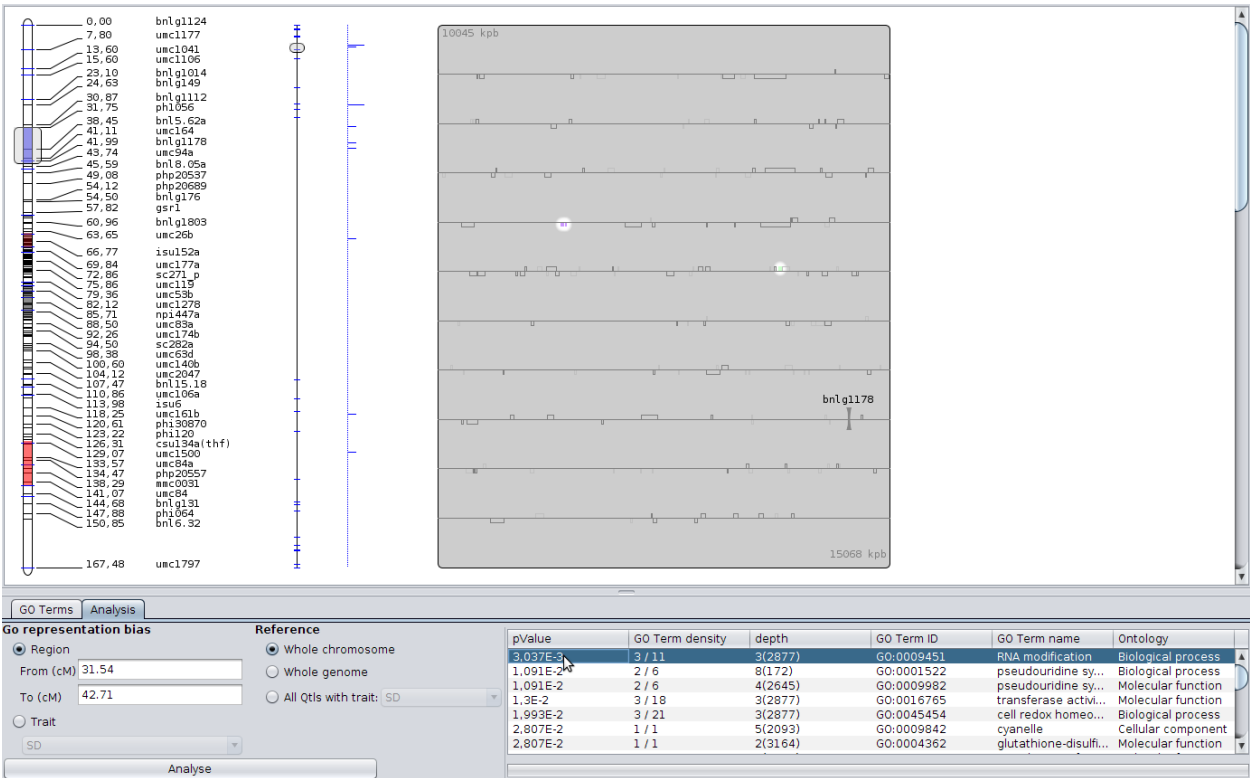 0,00 bnlg1124
7,80 umc1177
13,60 umc1041
15,60 umc1106
23,10 bnlg1014
24,63 bnlg149
30,87 bnlg1112
31,75 ph1056
38,45 bnl5.62a
41,11 umc164
41,99 bnlg1178
43,74 umc94a
45,59 bnl8.05a
49,08 php20537
54,12 php20689
54,50 bnlg176
57,82 gsr1
60,96 bnlg1803
63,65 umc26b
66,77 isu152a
69,84 umc177a
72,86 sc271_p
75,86 umc119
79,36 umc53b
82,12 umc1278
85,71 npi447a
88,50 umc83a
92,26 umc174b
94,50 sc282a
98,38 umc63d
100,60 umc140b
104,12 umc2047
107,47 bnl15.18
110,86 umc106a
113,98 isu6
118,25 umc161b
120,61 phi30870
123,22 phi120
126,31 csu134a(thf)
129,07 umc1500
133,57 umc84a
134,47 php20557
138,29 mmc0031
141,07 umc84
144,68 bnlg131
147,88 phi064
150,85 bnl6.32
167,48 umc1797
10045 kpb
bnlg1178
15068 kpb
GO Terms Analysis
Go representation bias
Region
From (cM) 31.54
To (cM) 42.71
Trait
SD
Analyse
Reference
Whole chromosome
Whole genome
All Qtls with trait: SD
pValue GO Term density depth GO Term ID GO Term name Ontology
3,037E-3 3 / 11 3(2877) GO:0009451 RNA modification Biological process
1,091E-2 2 / 6 8(172) GO:0001522 pseudouridine sy... Biological process
1,091E-2 2 / 6 4(2645) GO:0009982 pseudouridine sy... Molecular function
1,3E-2 3 / 18 3(2877) GO:0016765 transferase activi... Molecular function
1,993E-2 3 / 21 3(2877) GO:0045454 cell redox homeo... Biological process
2,807E-2 1 / 1 5(2093) GO:0009842 cyanelle Cellular component
2,807E-2 1 / 1 2(3164) GO:0004362 glutathione-disulfi... Molecular function